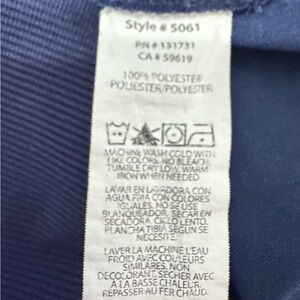 Style # 5061
RN # 131731
CA # 59619
100% POLYESTER
POLIESTER/POLYESTER
MACHINE WASH COLD WITH
LIKE COLORS. NO BLEACH.
TUMBLE DRY LOW. WARM
IRON WHEN NEEDED
LAVAR EN LAVADORA CON
AGUA FRIA CON COLORES
IGUALES. NO USE
BLANQUEADOR. SECAR EN
SECADORA. CICLO LENTO.
PLANCHA TIBIA SEGUN SE
NECESITE.
LAVER LA MACHINE L'EAU
FROID AVEC COULEURS
SIMILAIRES. NON
DECOLORANT. SÉCHER AVEC
A LA BASSE CHALEUR.
REPASSER AU FER CHAUD